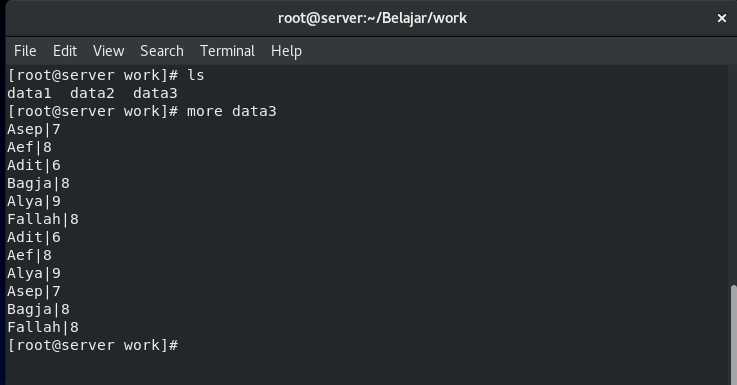 root@server:~/Belajar/work ×
File Edit View Search Terminal Help
[root@server work]# ls
data1  data2  data3
[root@server work]# more data3
Asep|7
Aef|8
Adit|6
Bagja|8
Alya|9
Fallah|8
Adit|6
Aef|8
Alya|9
Asep|7
Bagja|8
Fallah|8
[root@server work]#